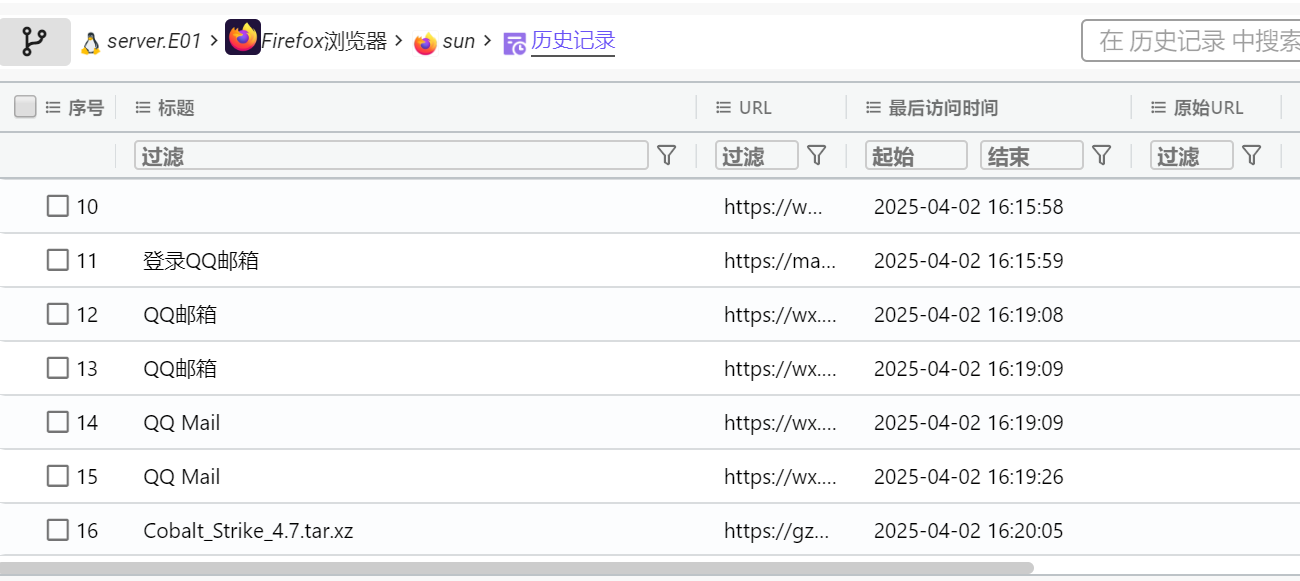 server.E01 > Firefox浏览器 > sun > 历史记录 在 历史记录 中搜索
序号 标题 URL 最后访问时间 原始URL
过滤 过滤 起始 结束 过滤
10 https://w... 2025-04-02 16:15:58
11 登录QQ邮箱 https://ma... 2025-04-02 16:15:59
12 QQ邮箱 https://wx.... 2025-04-02 16:19:08
13 QQ邮箱 https://wx.... 2025-04-02 16:19:09
14 QQ Mail https://wx.... 2025-04-02 16:19:09
15 QQ Mail https://wx.... 2025-04-02 16:19:26
16 Cobalt_Strike_4.7.tar.xz https://gz... 2025-04-02 16:20:05